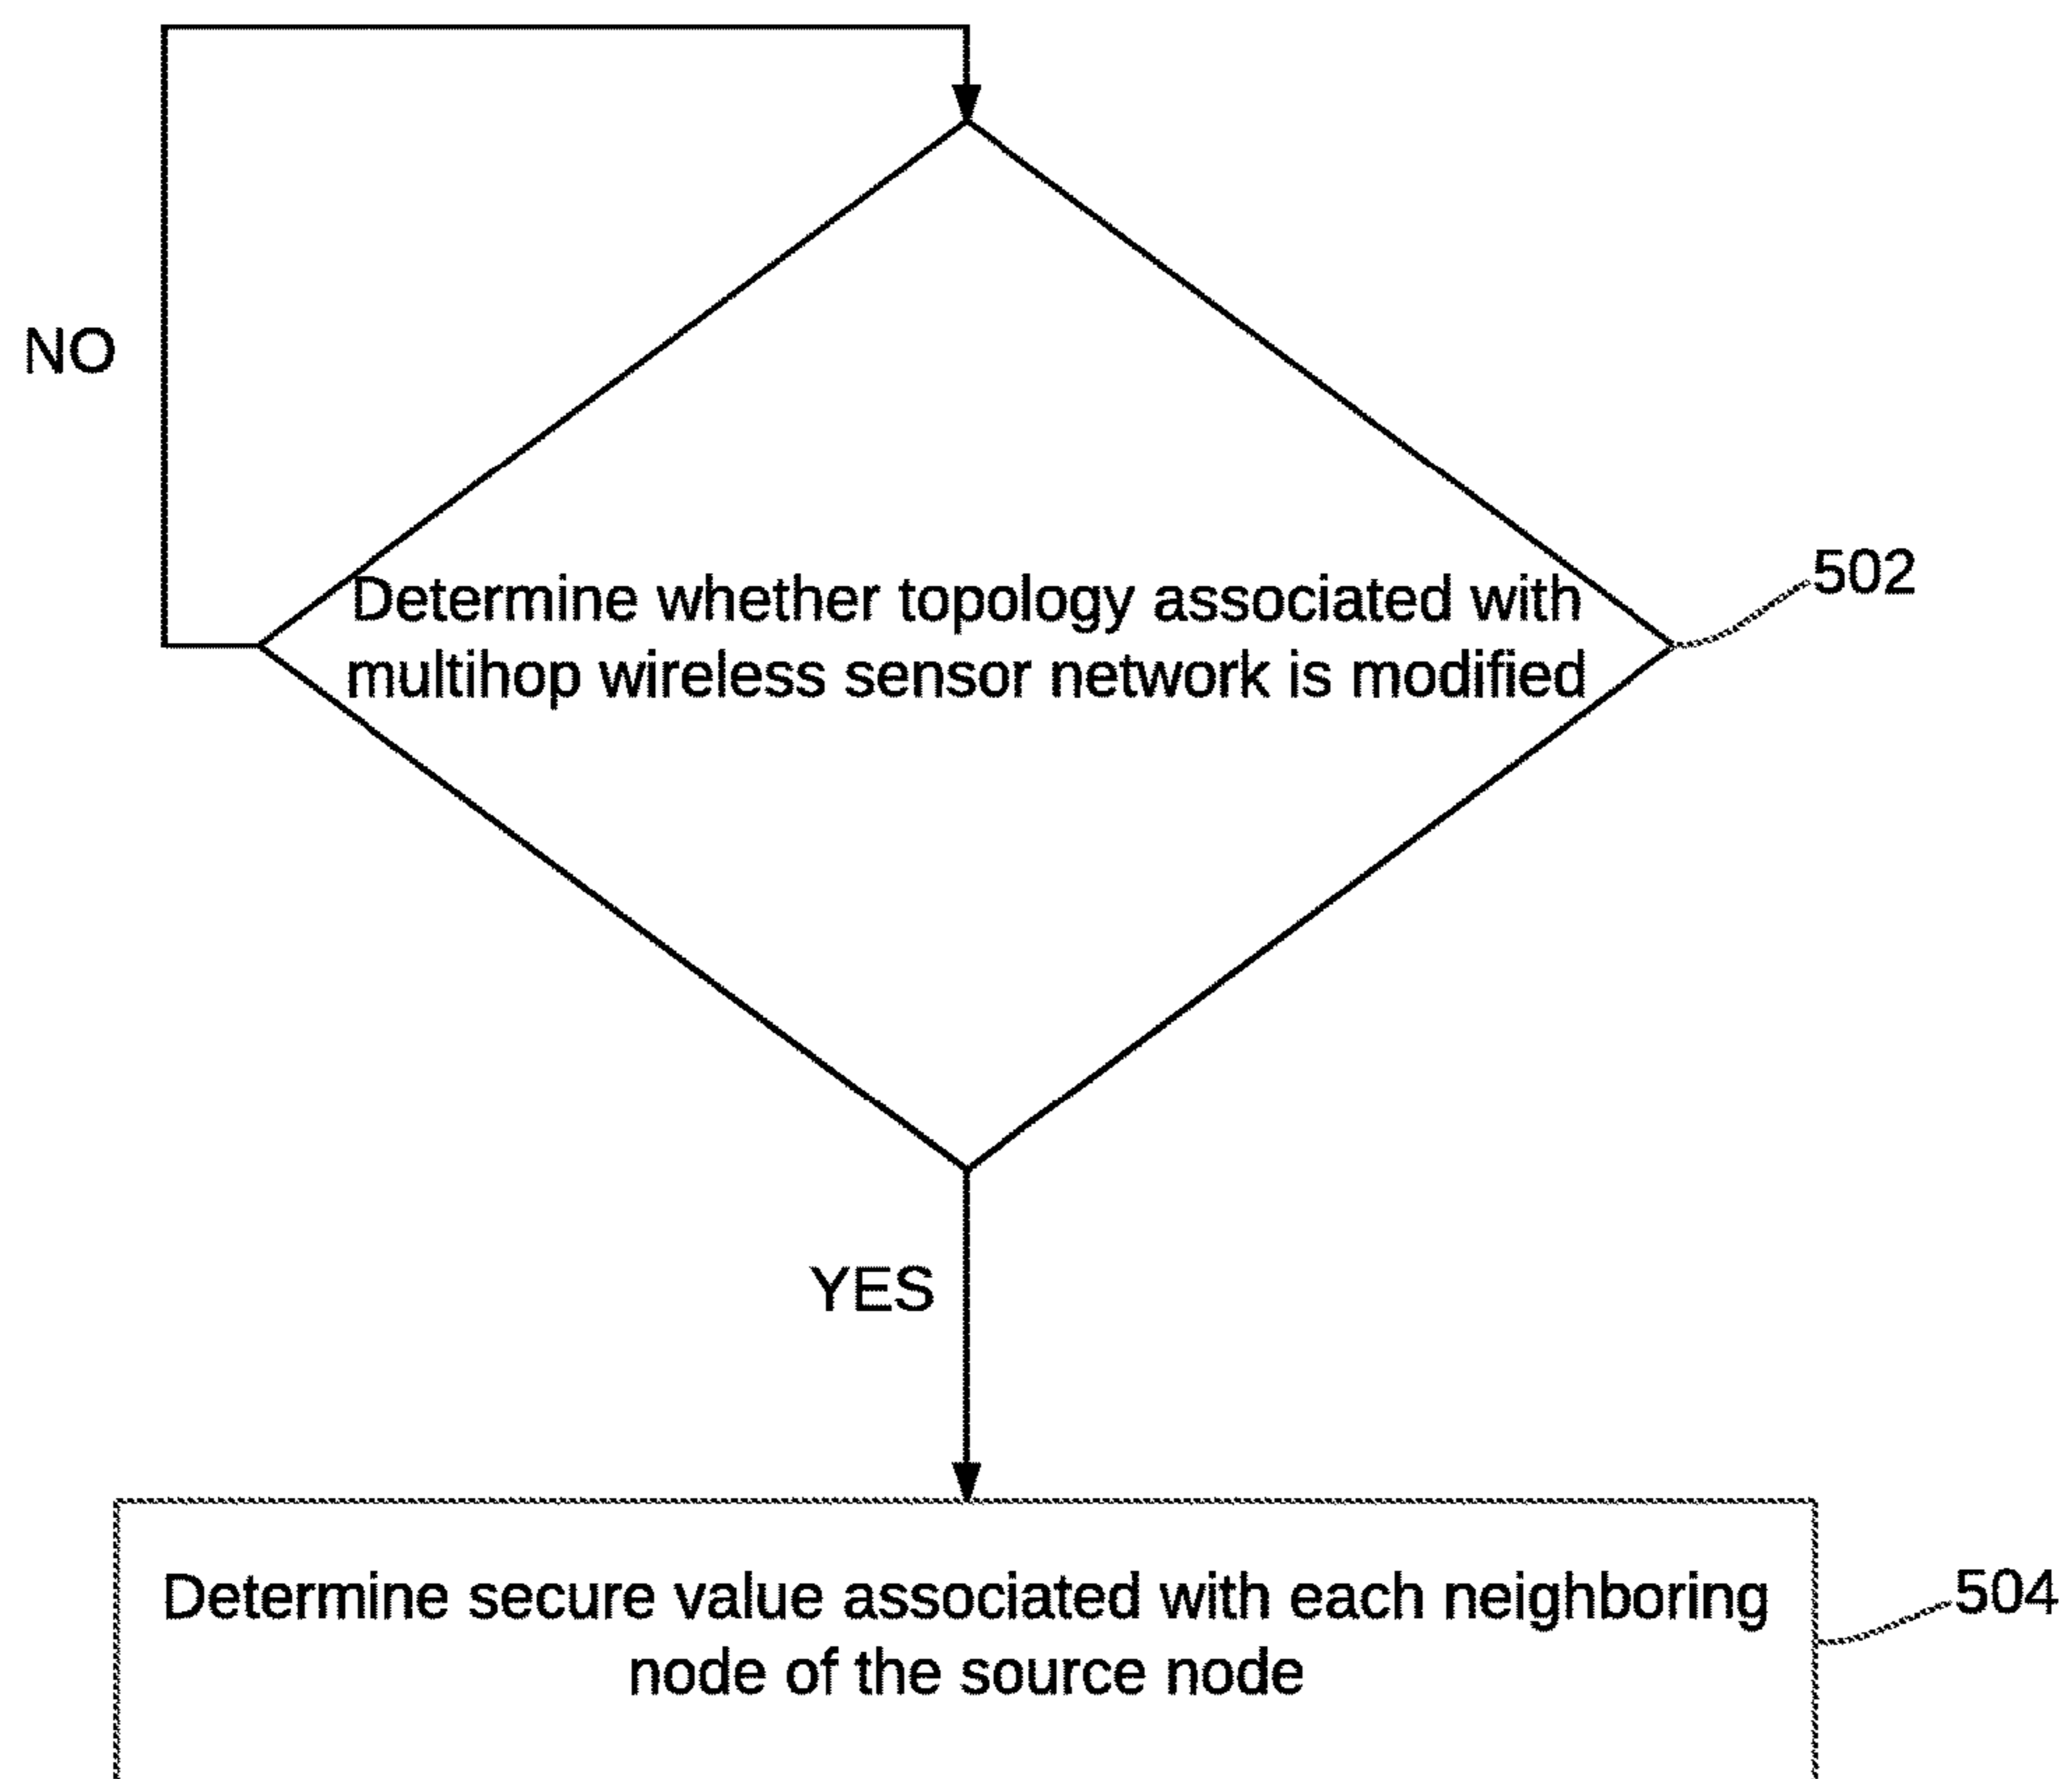 NO
Determine whether topology associated with
multihop wireless sensor network is modified
502
YES
Determine secure value associated with each neighboring
node of the source node
504